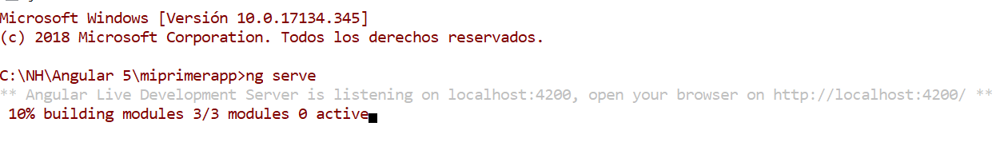 Microsoft Windows [Versión 10.0.17134.345]
(c) 2018 Microsoft Corporation. Todos los derechos reservados.
C:\NH\Angular 5\miprimerapp>ng serve
** Angular Live Development Server is listening on localhost:4200, open your browser on http://localhost:4200/ **
10% building modules 3/3 modules 0 active